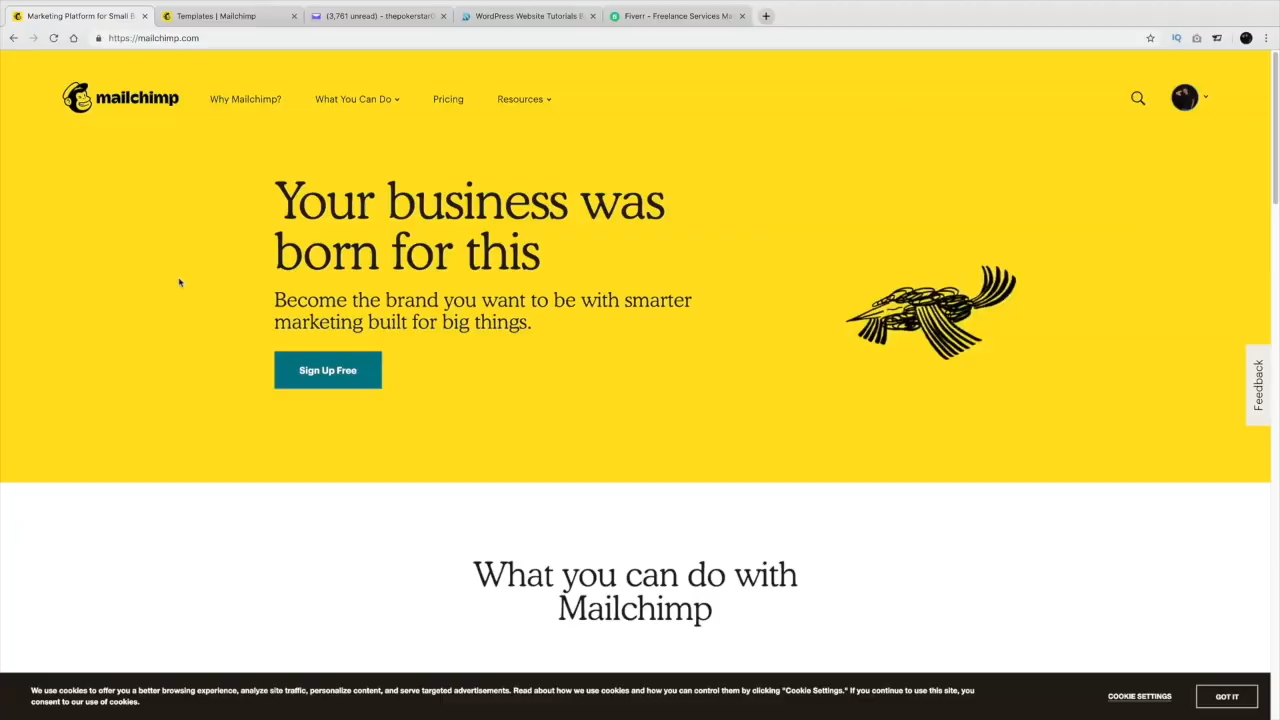 Marketing Platform for Small B
Templates | Mailchimp
(3,761 unread) - thepokerstar
WordPress Website Tutorials B
Fiverr - Freelance Services Ma
https://mailchimp.com
IQ
mailchimp
Why Mailchimp?
What You Can Do
Pricing
Resources
Your business was
born for this
Become the brand you want to be with smarter
marketing built for big things.
Sign Up Free
Feedback
What you can do with
Mailchimp
We use cookies to offer you a better browsing experience, analyze site traffic, personalize content, and serve targeted advertisements. Read about how we use cookies and how you can control them by clicking "Cookie Settings." If you continue to use this site, you
consent to our use of cookies.
COOKIE SETTINGS
GOT IT